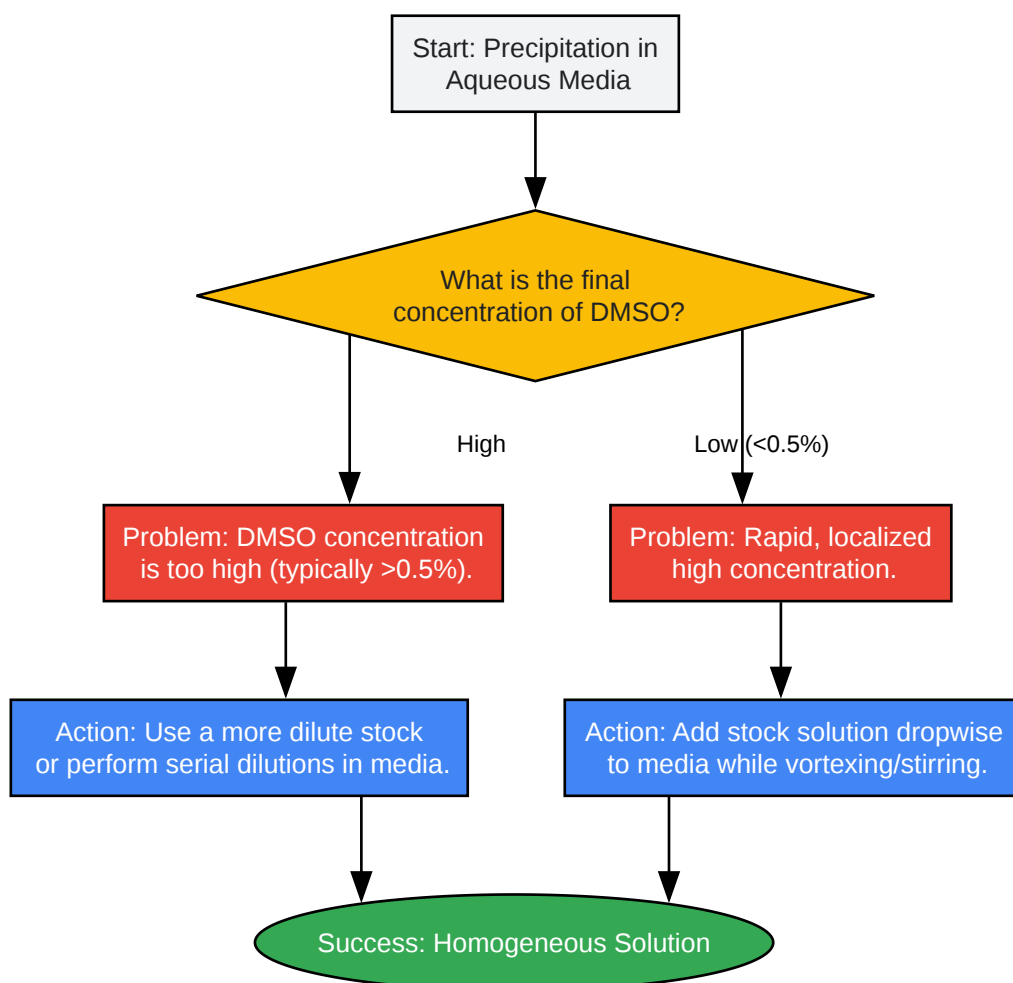 Start: Precipitation in
Aqueous Media
What is the final
concentration of DMSO?
High
Low (<0.5%)
Problem: DMSO concentration
is too high (typically >0.5%).
Problem: Rapid, localized
high concentration.
Action: Use a more dilute stock
or perform serial dilutions in media.
Action: Add stock solution dropwise
to media while vortexing/stirring.
Success: Homogeneous Solution